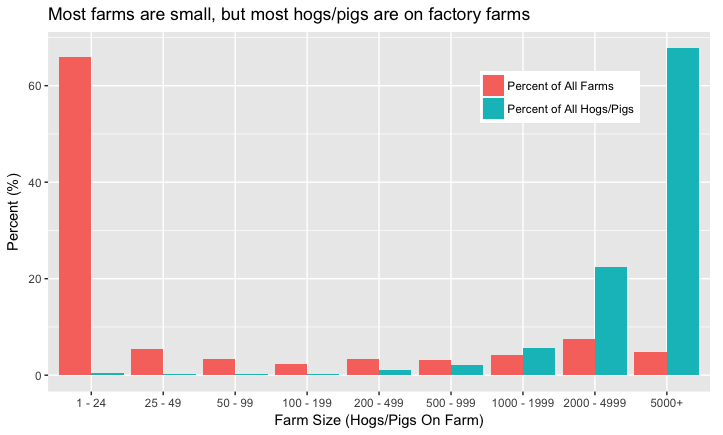 Most farms are small, but most hogs/pigs are on factory farms
Percent of All Farms
Percent of All Hogs/Pigs
Percent (%)
60
40
20
0
1 - 24 25 - 49 50 - 99 100 - 199 200 - 499 500 - 999 1000 - 1999 2000 - 4999 5000+
Farm Size (Hogs/Pigs On Farm)